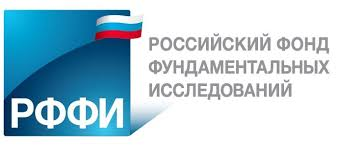 РФФИ
РОССИЙСКИЙ ФОНД
ФУНДАМЕНТАЛЬНЫХ
ИССЛЕДОВАНИЙ